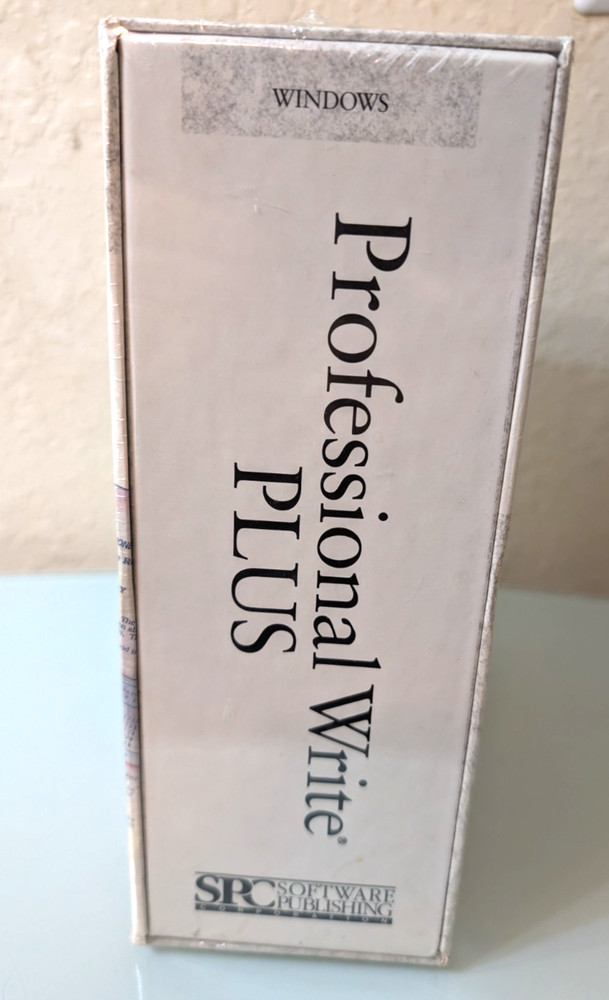 WINDOWS
Professional Write®
PLUS
SPC SOFTWARE
PUBLISHING
CORPORATION